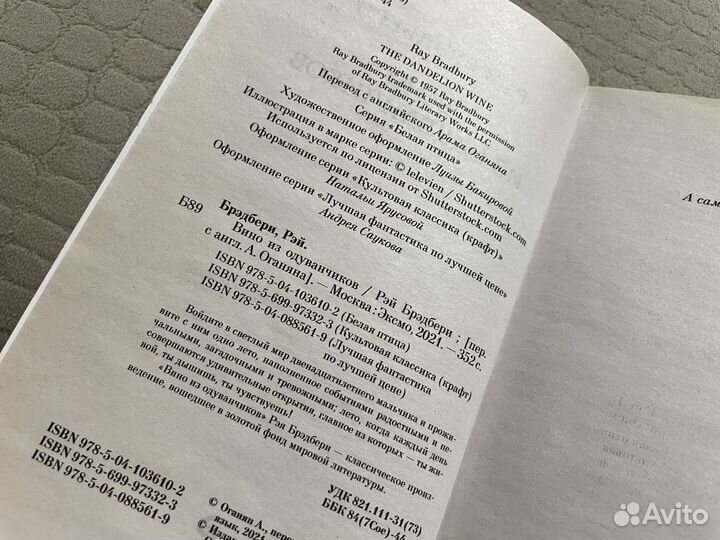 44
Ray Bradbury
THE DANDELION WINE
Copyright © 1957 Ray Bradbury
Ray Bradbury trademark used with the permission
of Ray Bradbury Literary Works LLC.
Перевод с английского Арама Оганяна
Серия «Белая птица»
Художественное оформление Луизы Бакировой
Иллюстрация в марке серии: © lelevien / Shutterstock.com
Используется по лицензии от Shutterstock.com
Оформление серии «Культовая классика (крафт)»
Натальи Ярусовой
Оформление серии «Лучшая фантастика по лучшей цене»
Андрея Саукова
Брэдбери, Рэй.
Б89 Вино из одуванчиков / Рэй Брэдбери ; [пер.
с англ. А. Оганяна]. — Москва : Эксмо, 2021. — 352 с.
ISBN 978-5-04-103610-2 (Белая птица)
ISBN 978-5-699-97332-3 (Культовая классика (крафт)
ISBN 978-5-04-088561-9 (Лучшая фантастика
по лучшей цене)
Войдите в светлый мир двенадцатилетнего мальчика и прожи-
вите с ним одно лето, наполненное событиями радостными и пе-
чальными, загадочными и тревожными; лето, когда каждый день
совершаются удивительные открытия, главное из которых — ты жи-
вой, ты дышишь, ты чувствуешь!
«Вино из одуванчиков» Рэя Брэдбери — классическое произ-
ведение, вошедшее в золотой фонд мировой литературы.
УДК 821.111-31(73)
ББК 84(7Сое)-44
ISBN 978-5-04-103610-2
ISBN 978-5-699-97332-3
ISBN 978-5-04-088561-9
© Оганян А., пере
язык, 202
© Издан
А сам
Avito